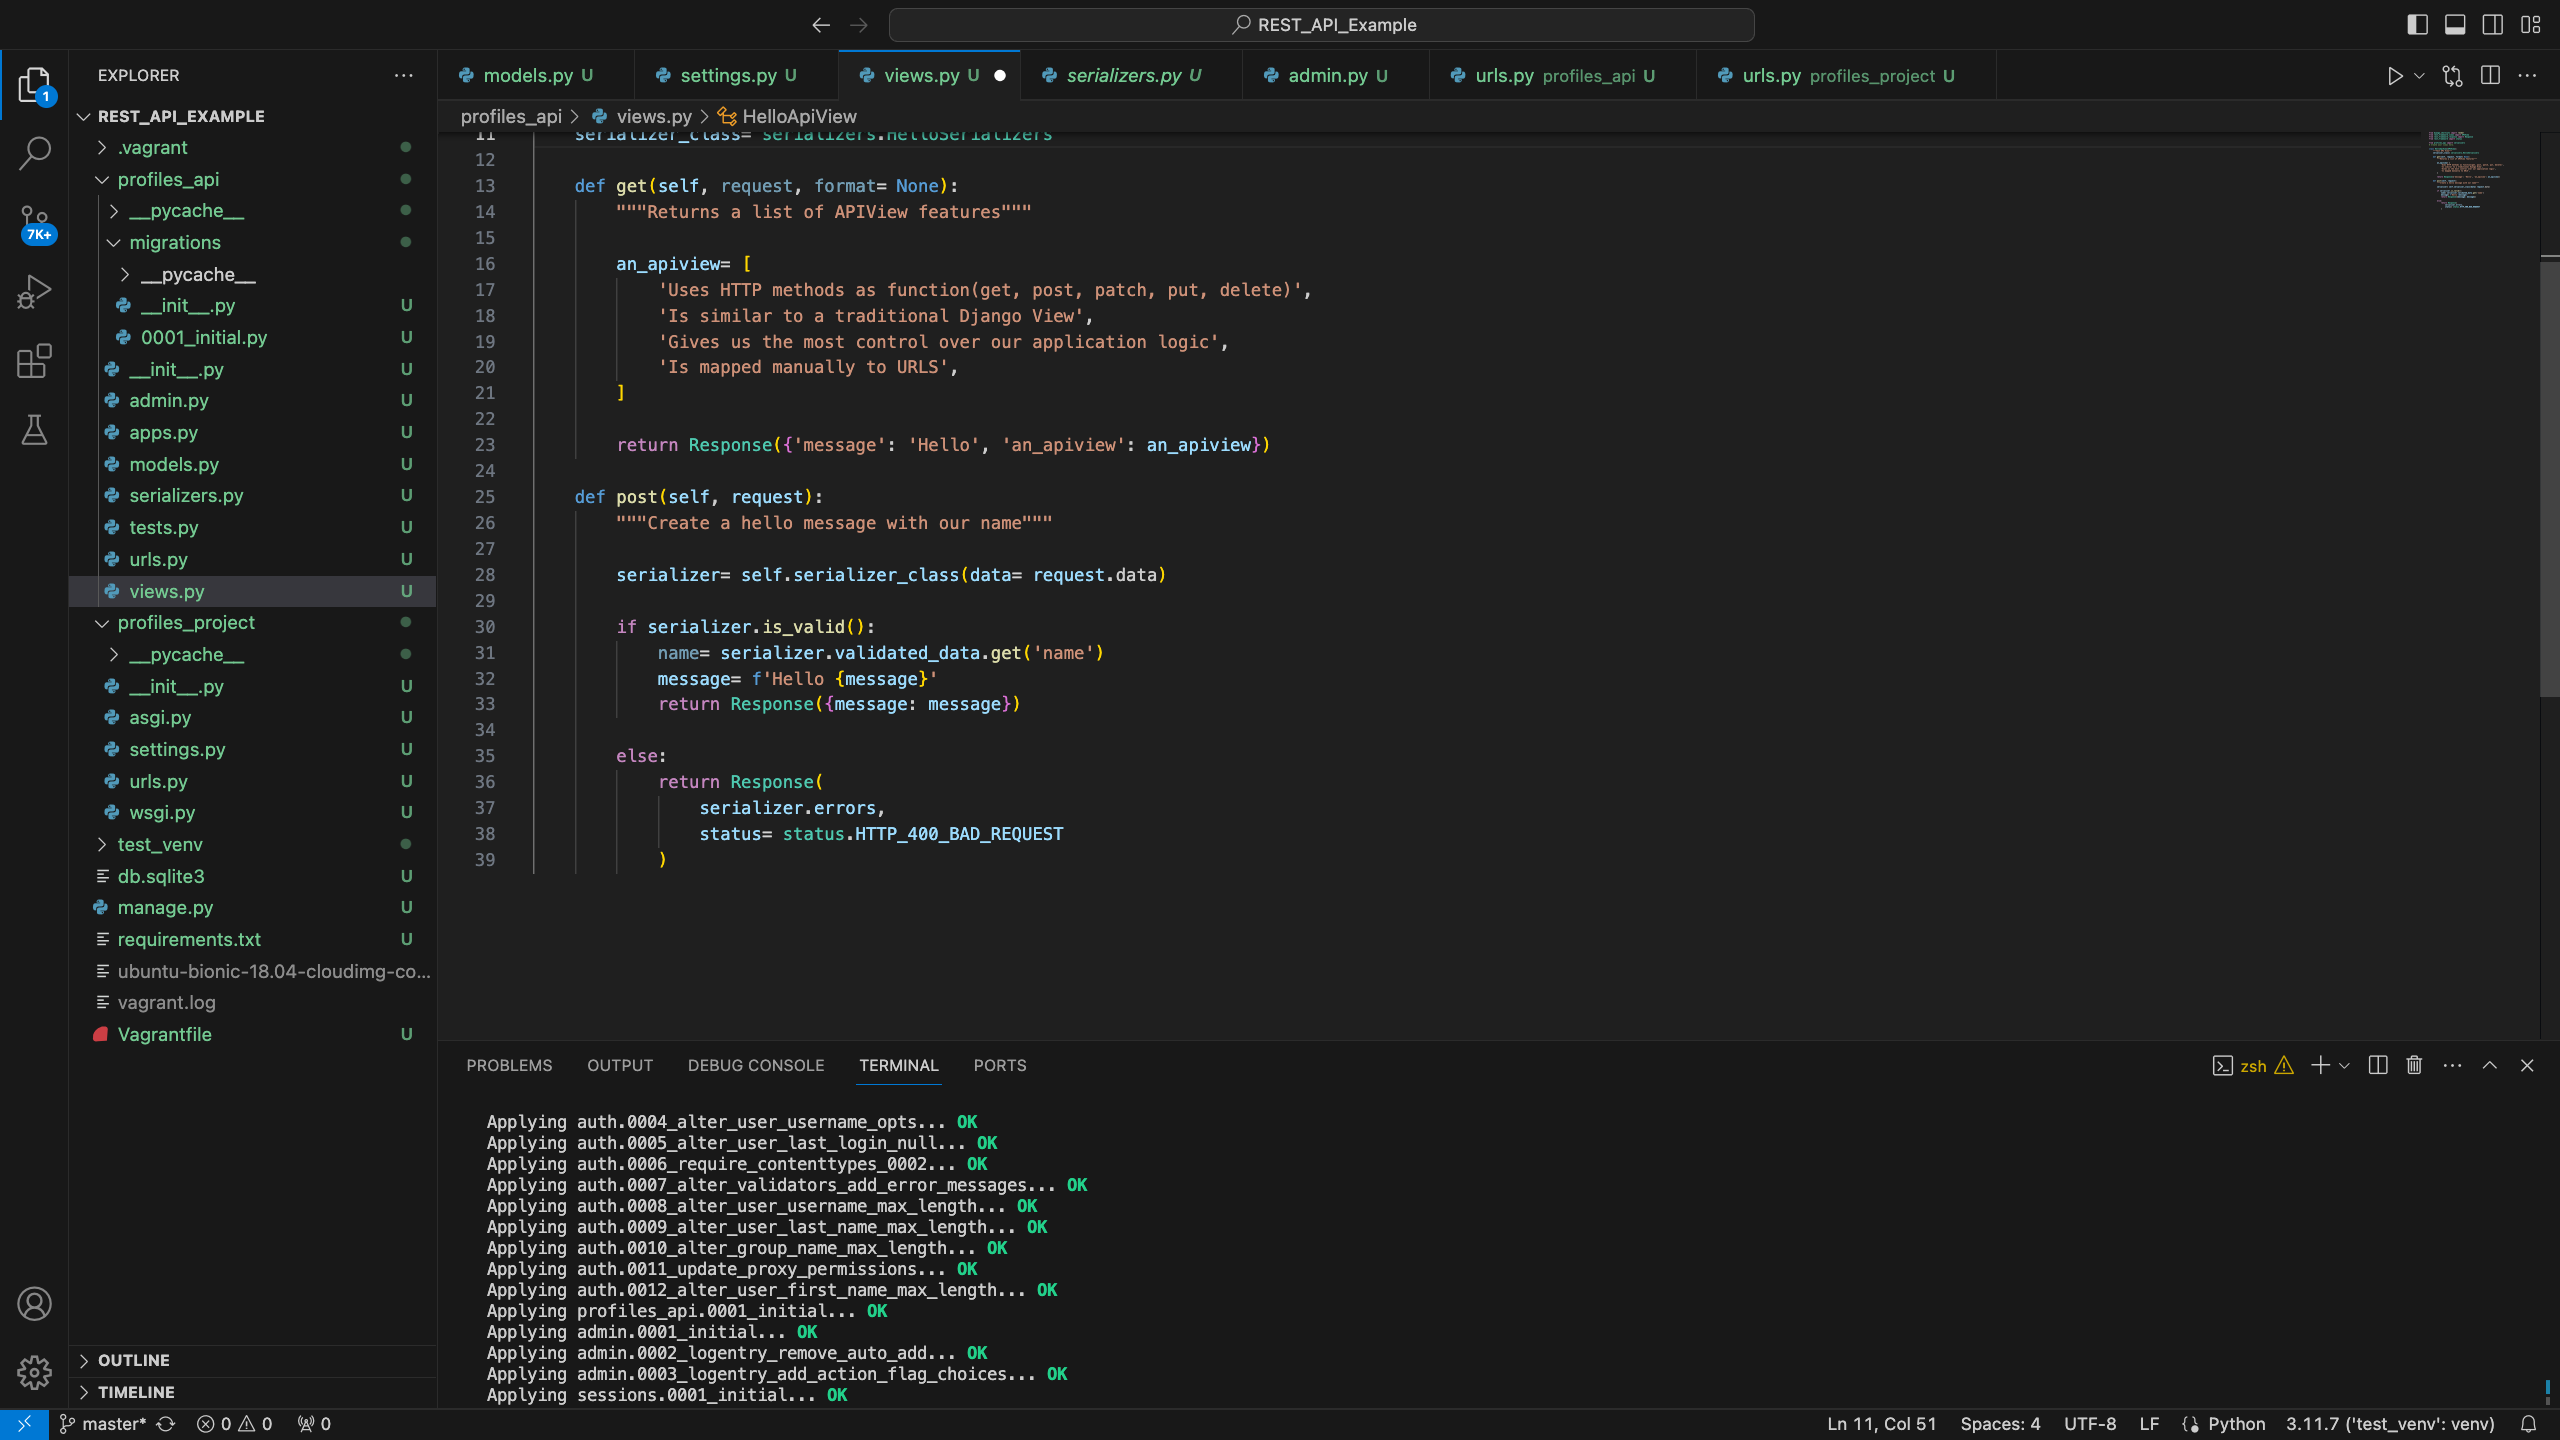 REST_API_Example
EXPLORER
models.py U
settings.py U
views.py U
serializers.py U
admin.py U
urls.py profiles_api U
urls.py profiles_project U
profiles_api > views.py > HelloApiView
1
7K+
REST_API_EXAMPLE
.vagrant
profiles_api
__pycache__
migrations
__pycache__
__init__.py U
0001_initial.py U
__init__.py U
admin.py U
apps.py U
models.py U
serializers.py U
tests.py U
urls.py U
views.py U
profiles_project
__pycache__
__init__.py U
asgi.py U
settings.py U
urls.py U
wsgi.py U
test_venv
db.sqlite3 U
manage.py U
requirements.txt U
ubuntu-bionic-18.04-cloudimg-co...
vagrant.log
Vagrantfile U
OUTLINE
TIMELINE
11 serializer_class= serializers.HelloSerializers
12
13 def get(self, request, format= None):
14 """Returns a list of APIView features"""
15
16 an_apiview= [
17 'Uses HTTP methods as function(get, post, patch, put, delete)',
18 'Is similar to a traditional Django View',
19 'Gives us the most control over our application logic',
20 'Is mapped manually to URLS',
21 ]
22
23 return Response({'message': 'Hello', 'an_apiview': an_apiview})
24
25 def post(self, request):
26 """Create a hello message with our name"""
27
28 serializer= self.serializer_class(data= request.data)
29
30 if serializer.is_valid():
31 name= serializer.validated_data.get('name')
32 message= f'Hello {message}'
33 return Response({message: message})
34
35 else:
36 return Response(
37 serializer.errors,
38 status= status.HTTP_400_BAD_REQUEST
39 )
PROBLEMS OUTPUT DEBUG CONSOLE TERMINAL PORTS
zsh
Applying auth.0004_alter_user_username_opts... OK
Applying auth.0005_alter_user_last_login_null... OK
Applying auth.0006_require_contenttypes_0002... OK
Applying auth.0007_alter_validators_add_error_messages... OK
Applying auth.0008_alter_user_username_max_length... OK
Applying auth.0009_alter_user_last_name_max_length... OK
Applying auth.0010_alter_group_name_max_length... OK
Applying auth.0011_update_proxy_permissions... OK
Applying auth.0012_alter_user_first_name_max_length... OK
Applying profiles_api.0001_initial... OK
Applying admin.0001_initial... OK
Applying admin.0002_logentry_remove_auto_add... OK
Applying admin.0003_logentry_add_action_flag_choices... OK
Applying sessions.0001_initial... OK
master* 0 0 0
Ln 11, Col 51 Spaces: 4 UTF-8 LF Python 3.11.7 ('test_venv': venv)